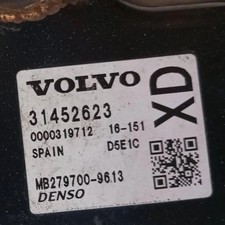 VOLVO
XD
31452623
0000319712 16-151
SPAIN D5E1C
MB279700-9613
DENSO